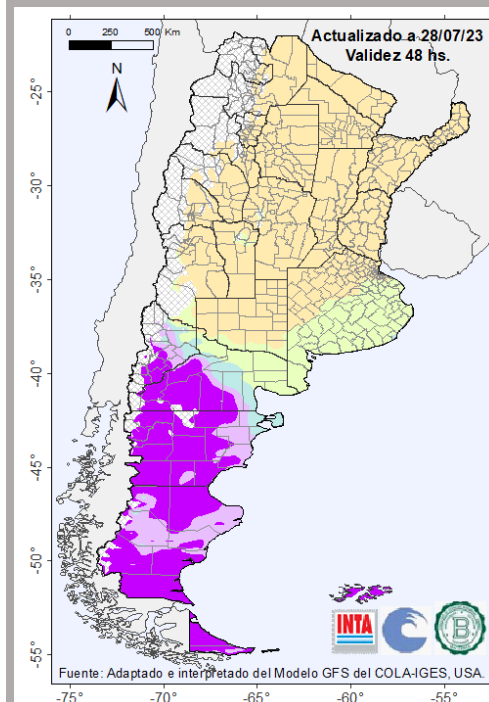 0 250 500 Km
Actualizado a 28/07/23
Validez 48 hs.
N
-25°
-30°
-35°
-40°
-45°
-50°
-55°
INTA
B
Fuente: Adaptado e interpretado del Modelo GFS del COLA-IGES, USA.
-75° -70° -65° -60° -55°